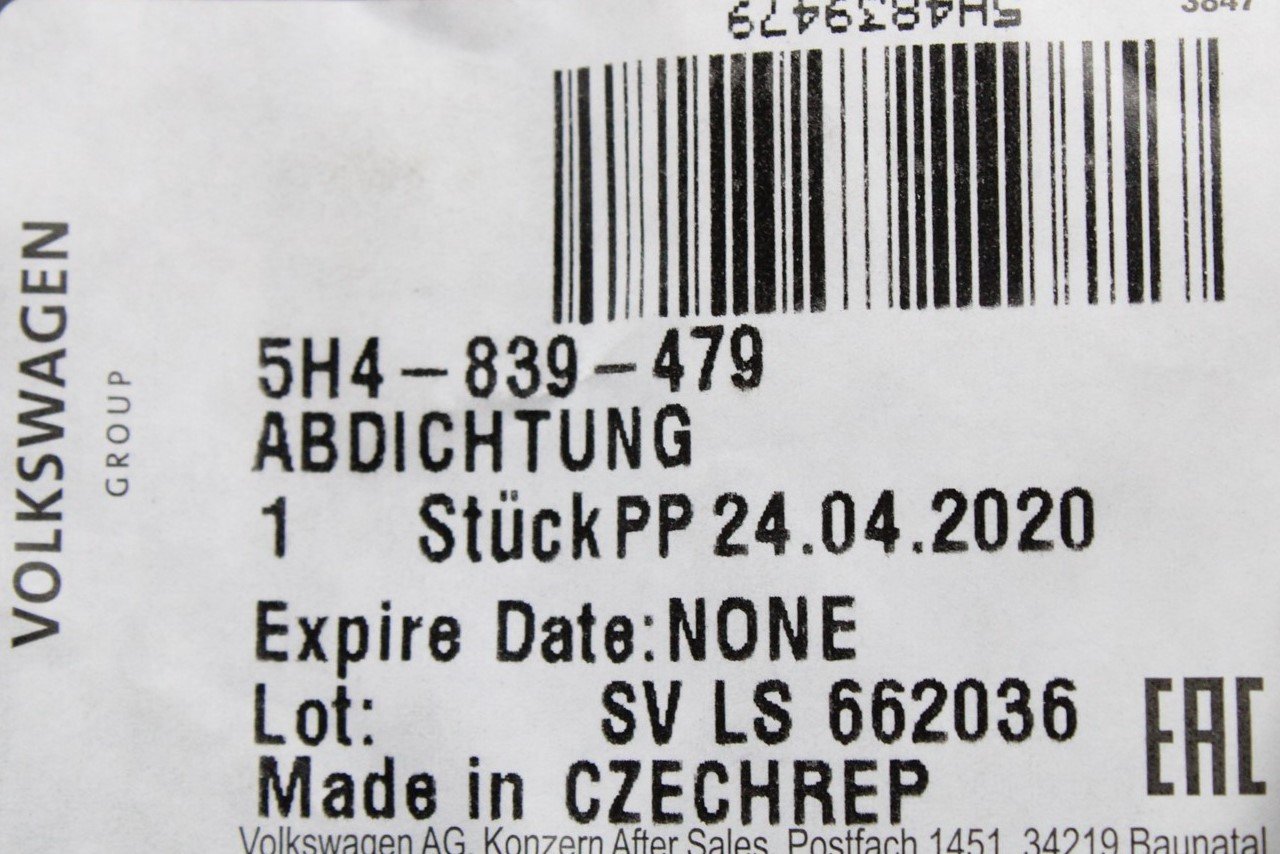 5H4839479
3847
VOLKSWAGEN
GROUP
5H4-839-479
ABDICHTUNG
1 Stück PP 24.04.2020
Expire Date:NONE
Lot: SV LS 662036
Made in CZECHREP
EAC
Volkswagen AG, Konzern After Sales, Postfach 1451, 34219 Baunatal